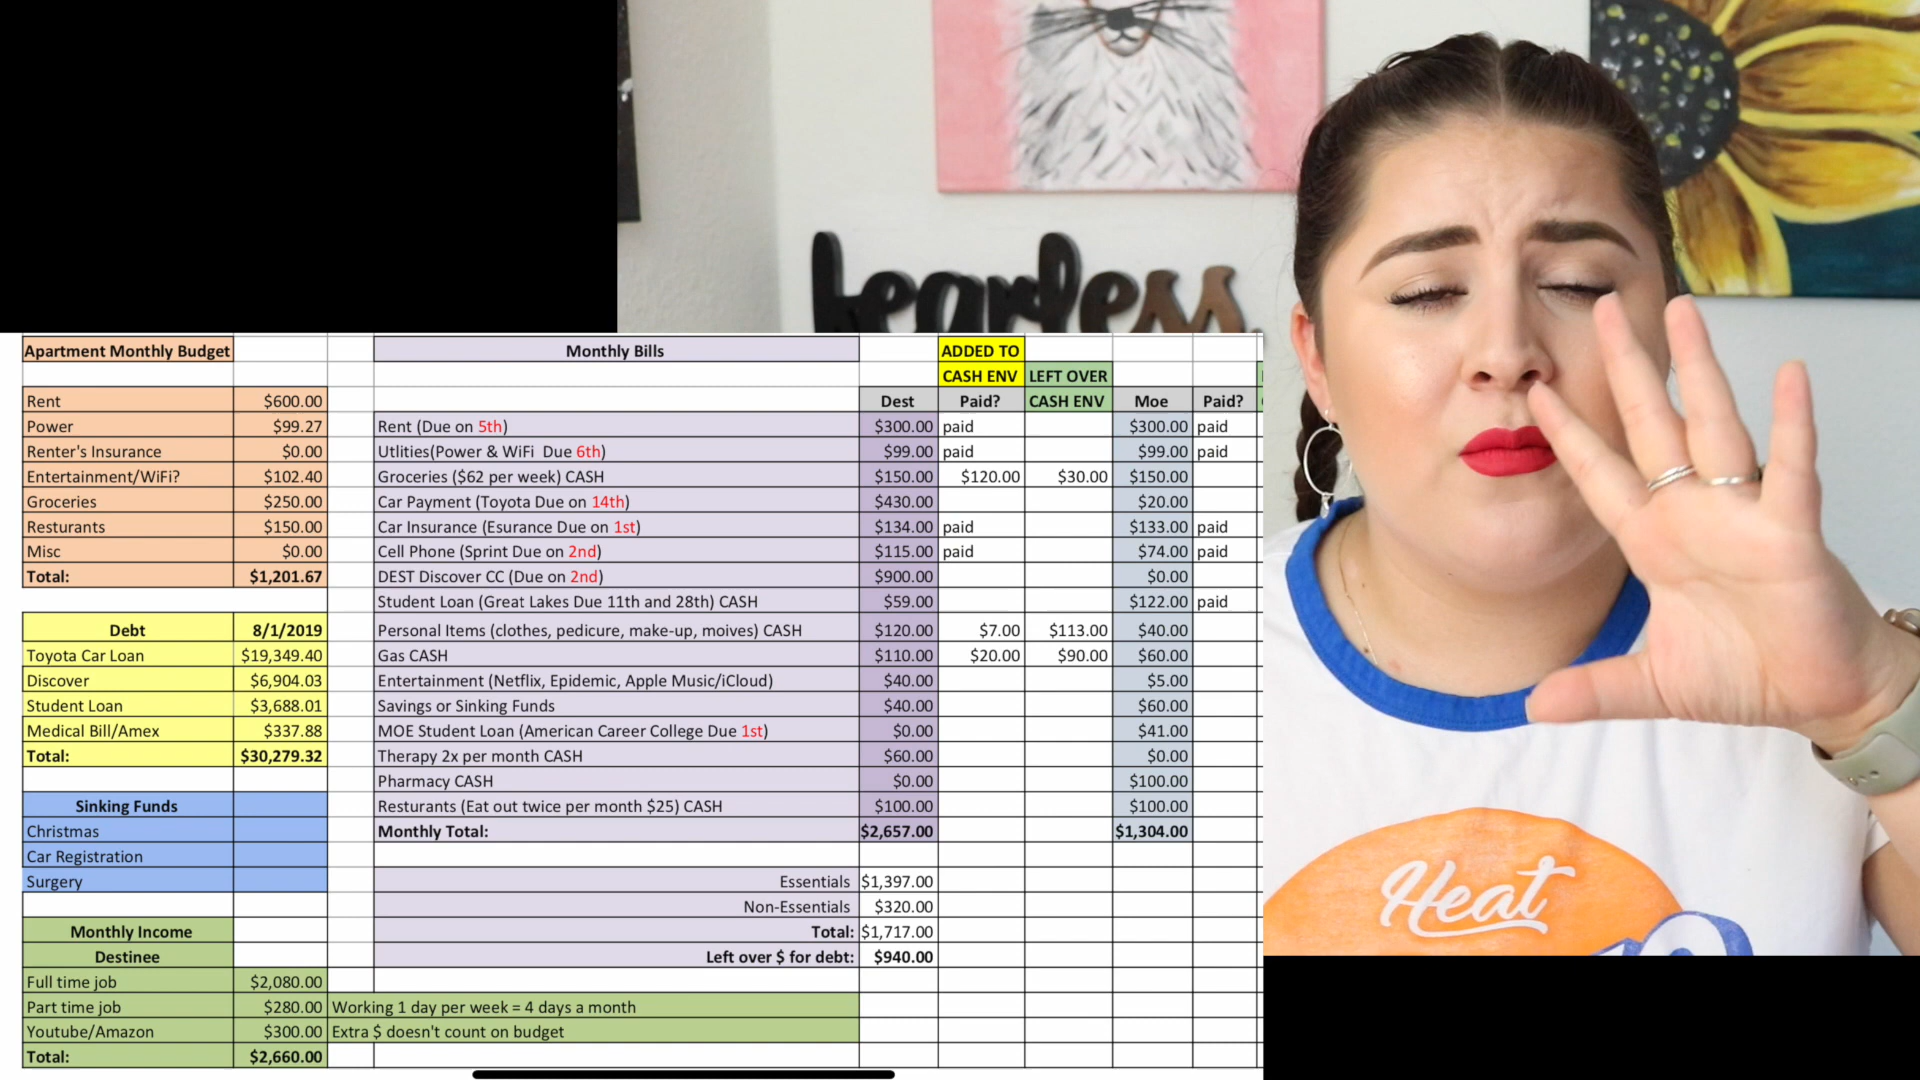 fearless
Apartment Monthly Budget
Rent $600.00
Power $99.27
Renter's Insurance $0.00
Entertainment/WiFi? $102.40
Groceries $250.00
Resturants $150.00
Misc $0.00
Total: $1,201.67
Debt 8/1/2019
Toyota Car Loan $19,349.40
Discover $6,904.03
Student Loan $3,688.01
Medical Bill/Amex $337.88
Total: $30,279.32
Sinking Funds
Christmas
Car Registration
Surgery
Monthly Income
Destinee
Full time job $2,080.00
Part time job $280.00 Working 1 day per week = 4 days a month
Youtube/Amazon $300.00 Extra $ doesn't count on budget
Total: $2,660.00
Monthly Bills ADDED TO
CASH ENV LEFT OVER
Dest Paid? CASH ENV Moe Paid?
Rent (Due on 5th) $300.00 paid $300.00 paid
Utlities(Power & WiFi Due 6th) $99.00 paid $99.00 paid
Groceries ($62 per week) CASH $150.00 $120.00 $30.00 $150.00
Car Payment (Toyota Due on 14th) $430.00 $20.00
Car Insurance (Esurance Due on 1st) $134.00 paid $133.00 paid
Cell Phone (Sprint Due on 2nd) $115.00 paid $74.00 paid
DEST Discover CC (Due on 2nd) $900.00 $0.00
Student Loan (Great Lakes Due 11th and 28th) CASH $59.00 $122.00 paid
Personal Items (clothes, pedicure, make-up, moives) CASH $120.00 $7.00 $113.00 $40.00
Gas CASH $110.00 $20.00 $90.00 $60.00
Entertainment (Netflix, Epidemic, Apple Music/iCloud) $40.00 $5.00
Savings or Sinking Funds $40.00 $60.00
MOE Student Loan (American Career College Due 1st) $0.00 $41.00
Therapy 2x per month CASH $60.00 $0.00
Pharmacy CASH $0.00 $100.00
Resturants (Eat out twice per month $25) CASH $100.00 $100.00
Monthly Total: $2,657.00 $1,304.00
Essentials $1,397.00
Non-Essentials $320.00
Total: $1,717.00
Left over $ for debt: $940.00
Heat